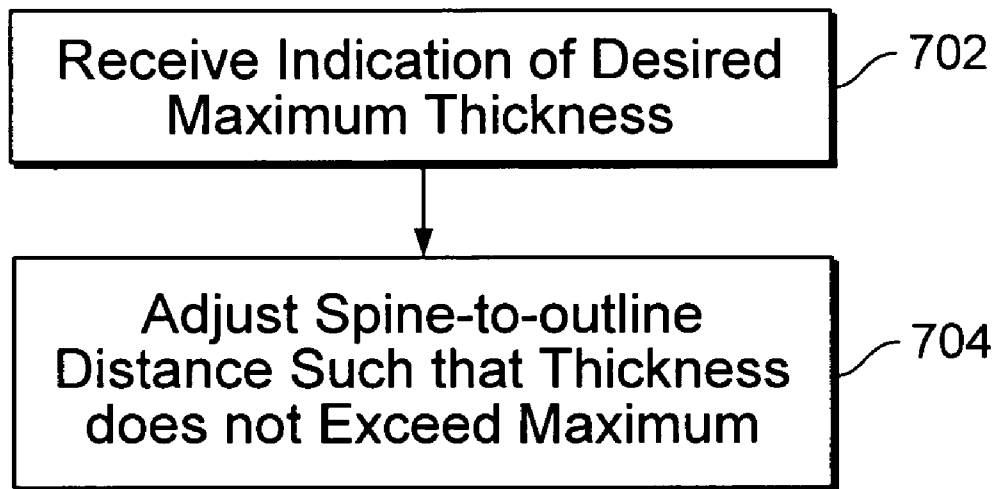 Receive Indication of Desired
Maximum Thickness
702
Adjust Spine-to-outline
Distance Such that Thickness
does not Exceed Maximum
704